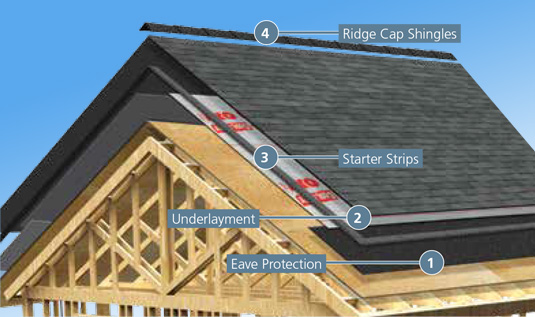 4 Ridge Cap Shingles
3 Starter Strips
Underlayment 2
Eave Protection 1